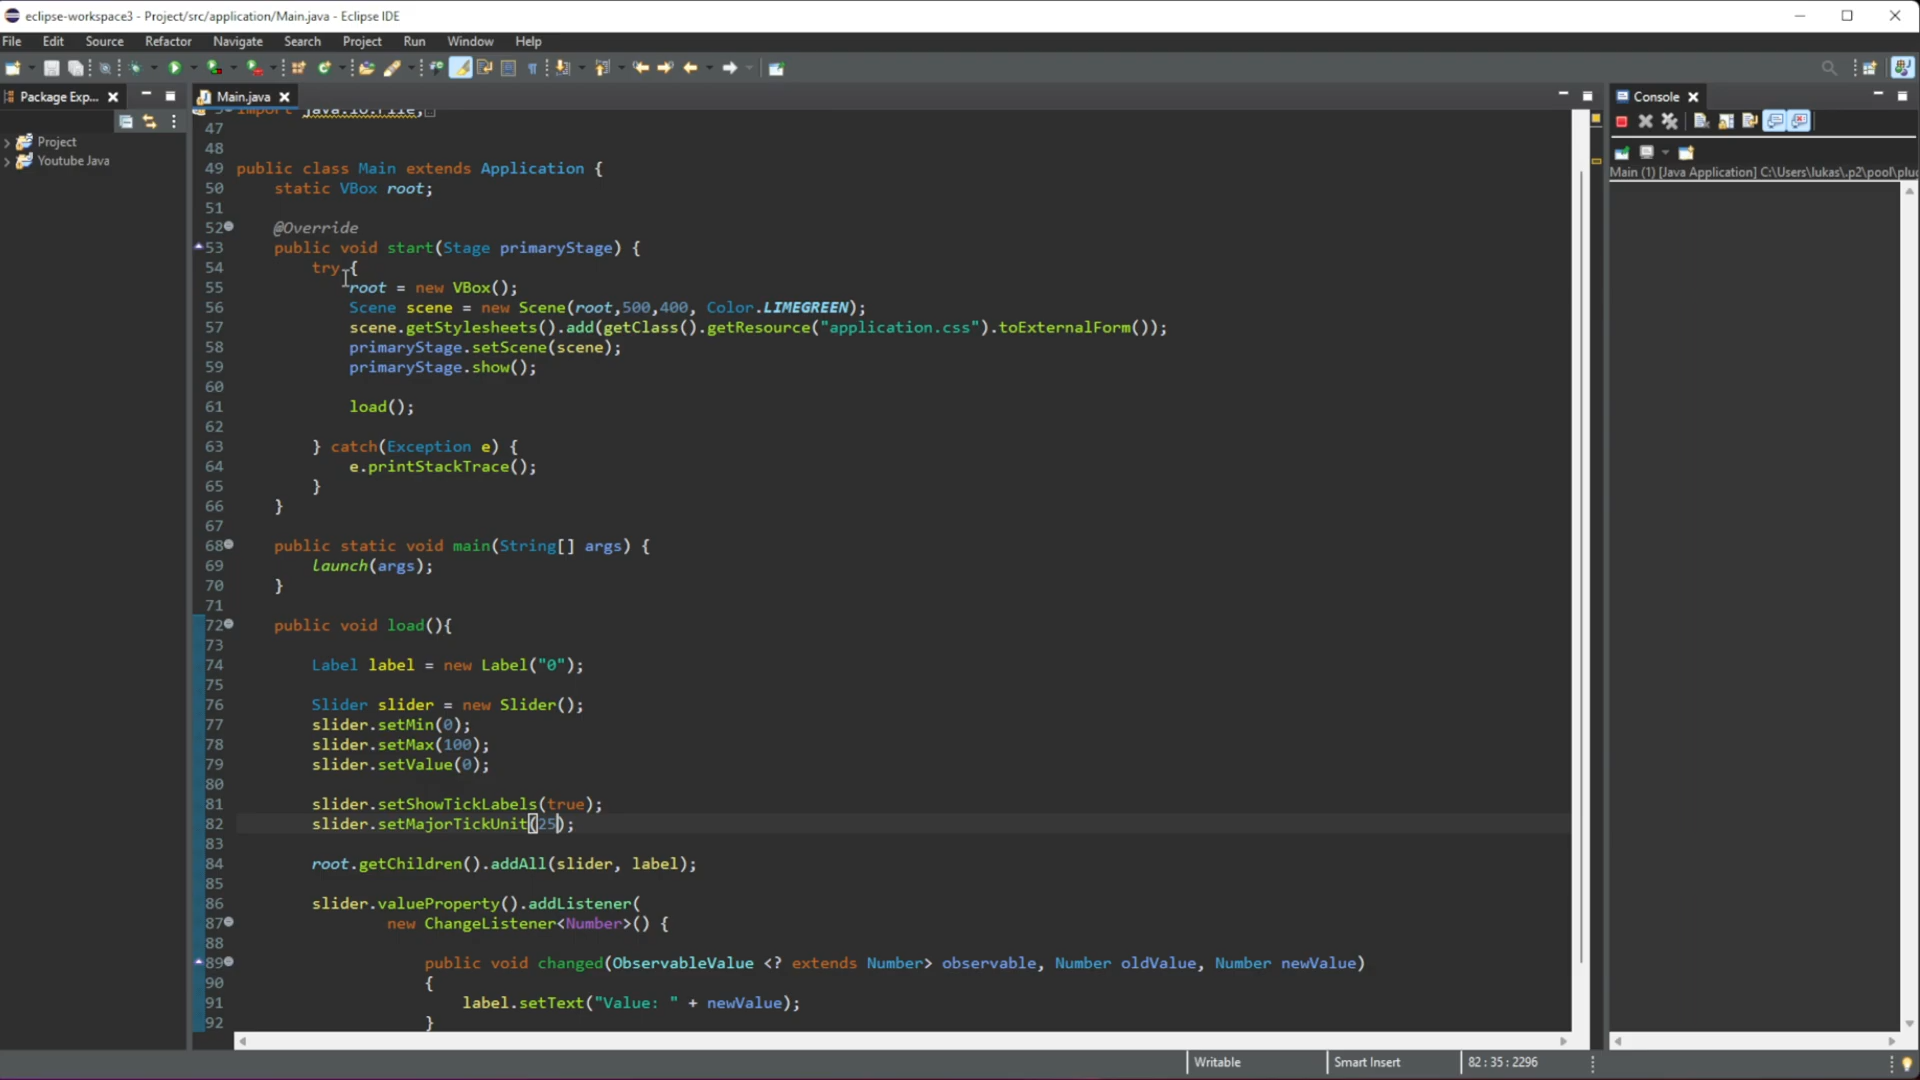 eclipse-workspace3 - Project/src/application/Main.java - Eclipse IDE
File Edit Source Refactor Navigate Search Project Run Window Help
Package Exp... Main.java Console
Project
Youtube Java
Main (1) [Java Application] C:\Users\lukas\.p2\pool\plu
import java.io.File;
47
48
49 public class Main extends Application {
50 static VBox root;
51
52 @Override
53 public void start(Stage primaryStage) {
54 try {
55 root = new VBox();
56 Scene scene = new Scene(root,500,400, Color.LIMEGREEN);
57 scene.getStylesheets().add(getClass().getResource("application.css").toExternalForm());
58 primaryStage.setScene(scene);
59 primaryStage.show();
60
61 load();
62
63 } catch(Exception e) {
64 e.printStackTrace();
65 }
66 }
67
68 public static void main(String[] args) {
69 launch(args);
70 }
71
72 public void load(){
73
74 Label label = new Label("0");
75
76 Slider slider = new Slider();
77 slider.setMin(0);
78 slider.setMax(100);
79 slider.setValue(0);
80
81 slider.setShowTickLabels(true);
82 slider.setMajorTickUnit(25);
83
84 root.getChildren().addAll(slider, label);
85
86 slider.valueProperty().addListener(
87 new ChangeListener<Number>() {
88
89 public void changed(ObservableValue <? extends Number> observable, Number oldValue, Number newValue)
90 {
91 label.setText("Value: " + newValue);
92 }
Writable Smart Insert 82 : 35 : 2296